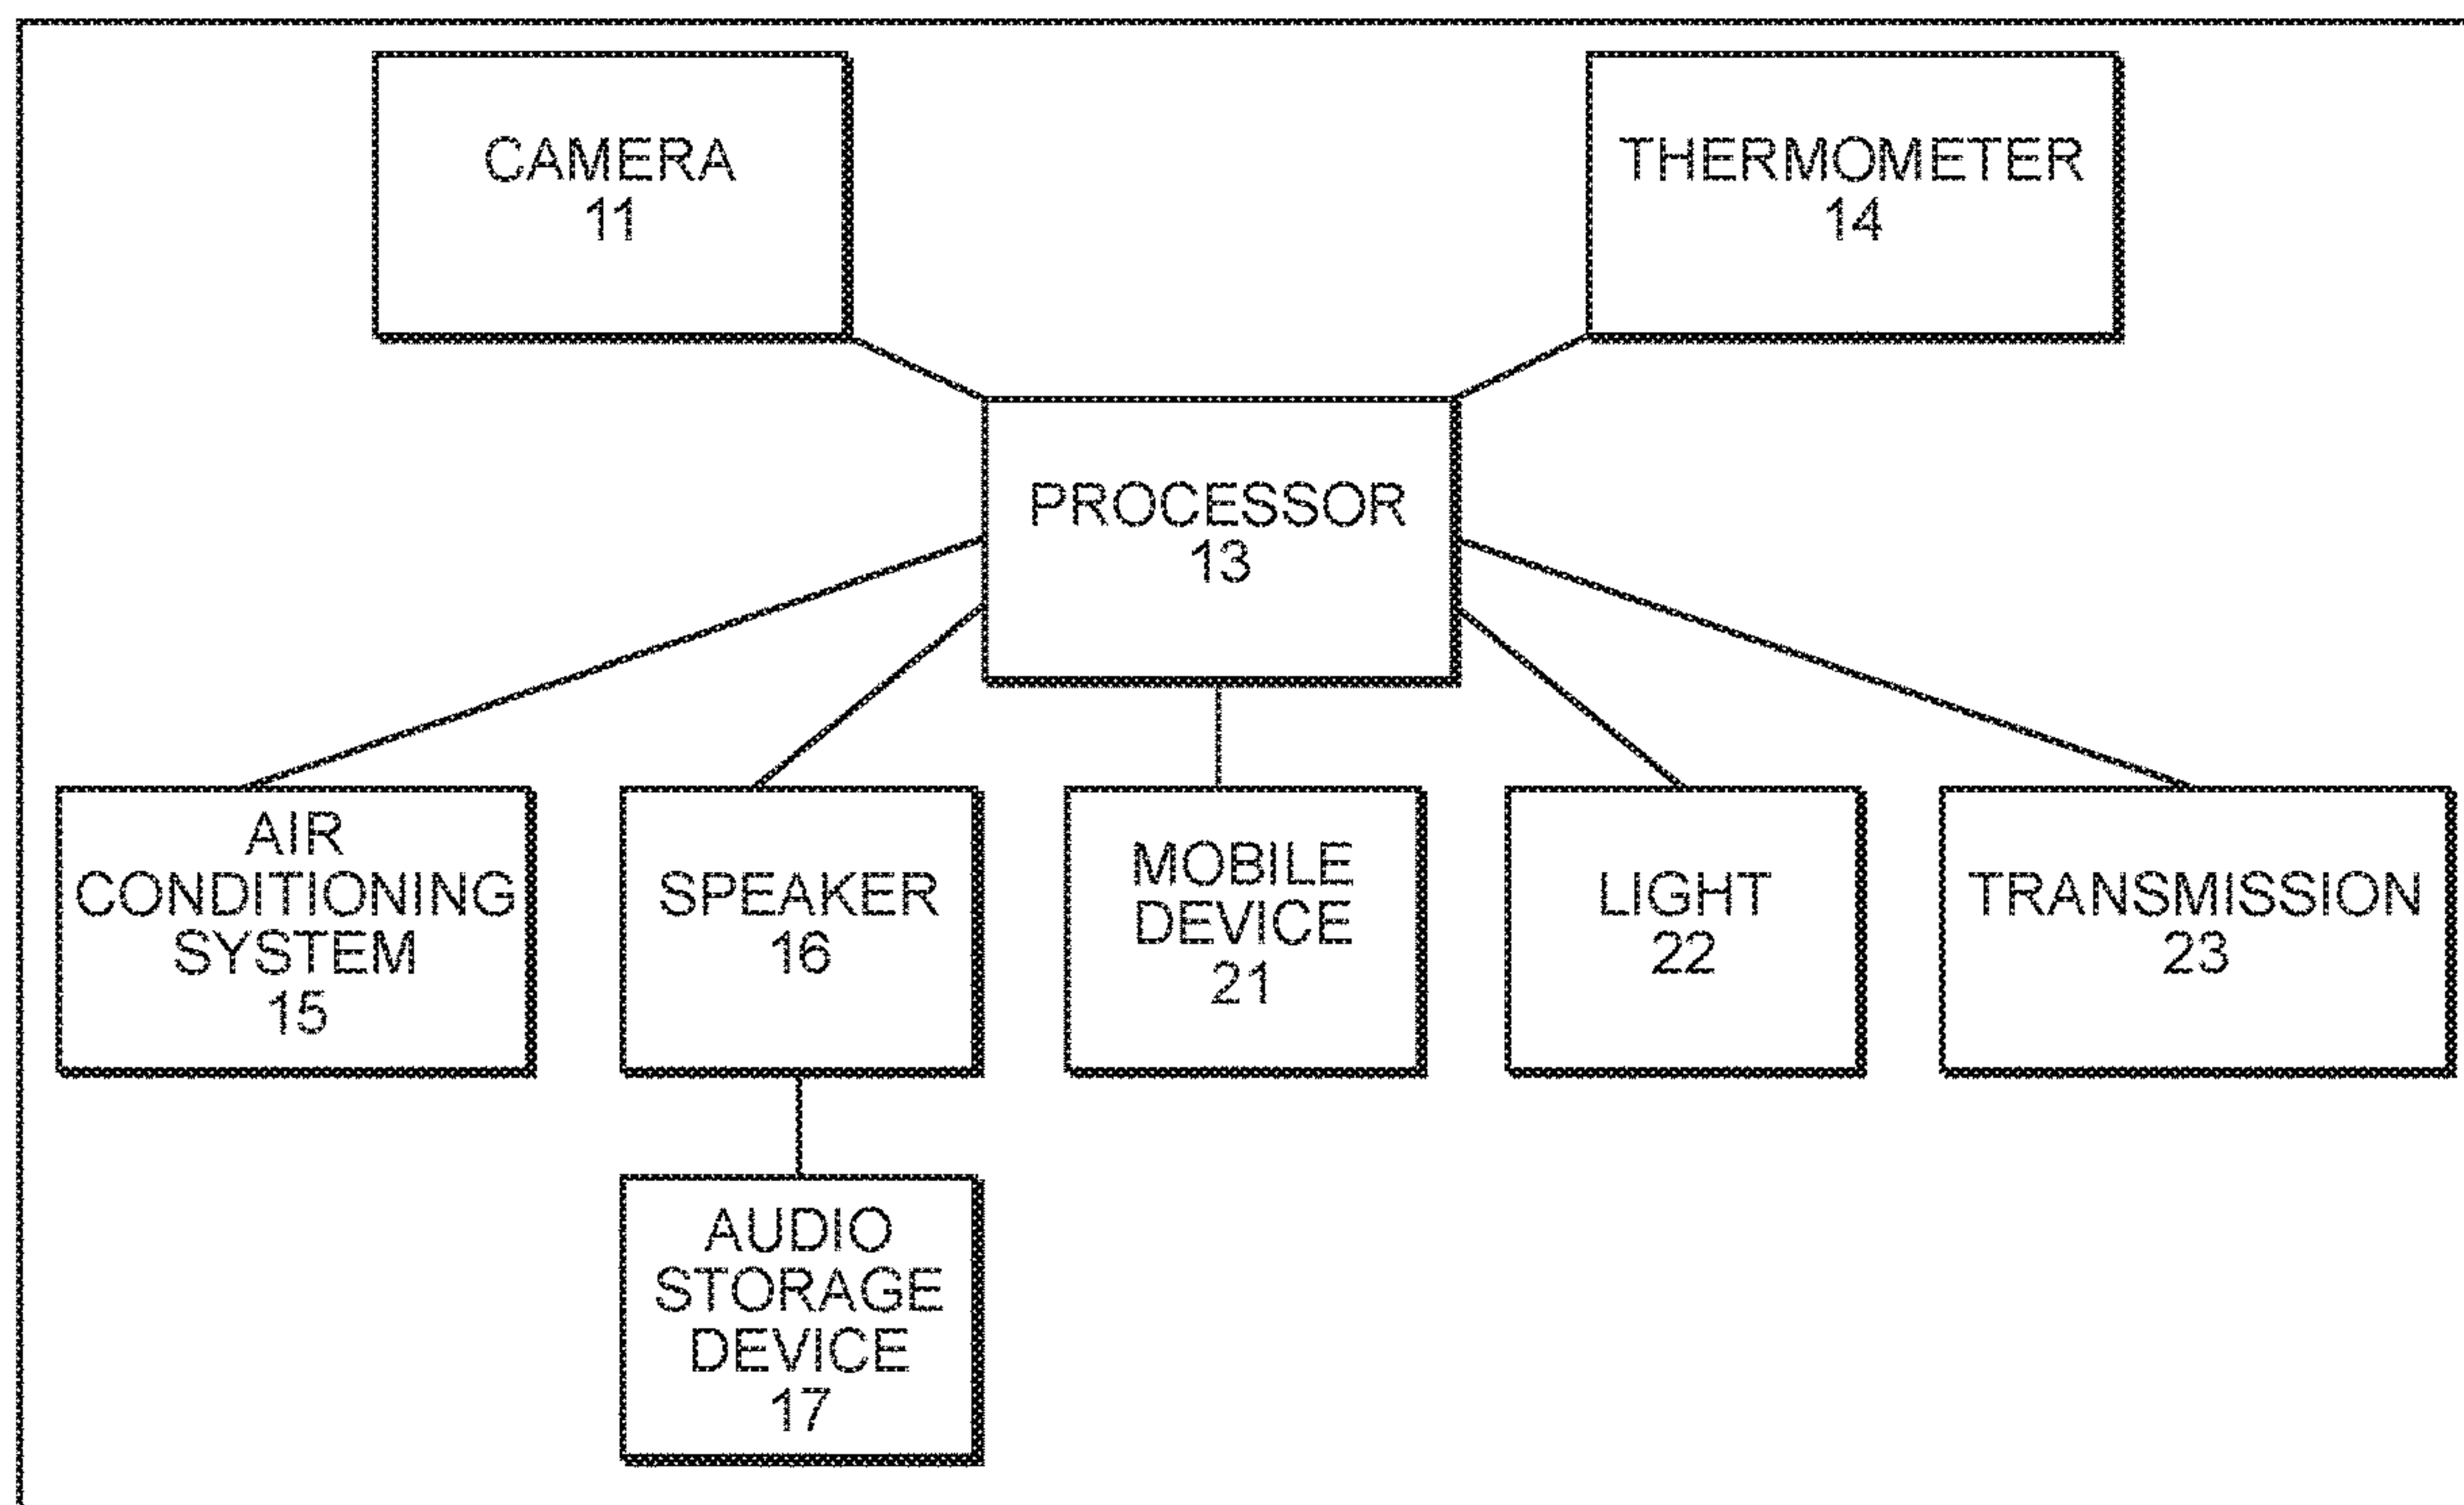 CAMERA
11
THERMOMETER
14
PROCESSOR
13
AIR
CONDITIONING
SYSTEM
15
SPEAKER
16
MOBILE
DEVICE
21
LIGHT
22
TRANSMISSION
23
AUDIO
STORAGE
DEVICE
17